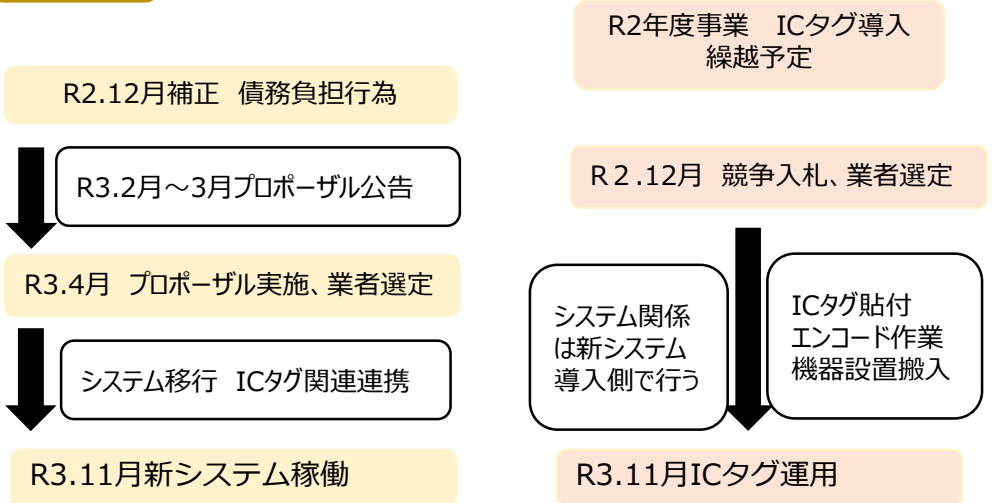 R2.12月補正　債務負担行為
R3.2月～3月プロポーザル公告
R3.4月　プロポーザル実施、業者選定
システム移行　ICタグ関連連携
R3.11月新システム稼働
R2年度事業　ICタグ導入
繰越予定
R２.12月　競争入札、業者選定
システム関係
は新システム
導入側で行う
ICタグ貼付
エンコード作業
機器設置搬入
R3.11月ICタグ運用